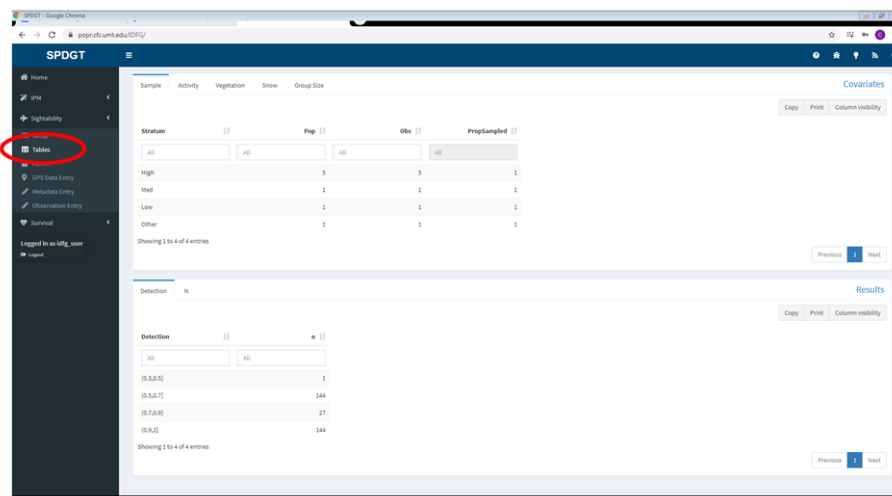 SPDGT - Google Chrome
popr.cfc.umt.edu/IDFG/
SPDGT
Home
IPM
Sightability
Tables
GPS Data Entry
Metadata Entry
Observation Entry
Survival
Logged in as idfg_user
Logout
Sample Activity Vegetation Snow Group Size Covariates
Copy Print Column visibility
Stratum Pop Obs PropSampled
All All All All
High 5 5 1
Med 1 1 1
Low 1 1 1
Other 1 1 1
Showing 1 to 4 of 4 entries
Previous 1 Next
Detection N Results
Copy Print Column visibility
Detection n
All All
(0.3,0.5] 1
(0.5,0.7] 144
(0.7,0.9] 27
(0.9,1] 144
Showing 1 to 4 of 4 entries
Previous 1 Next